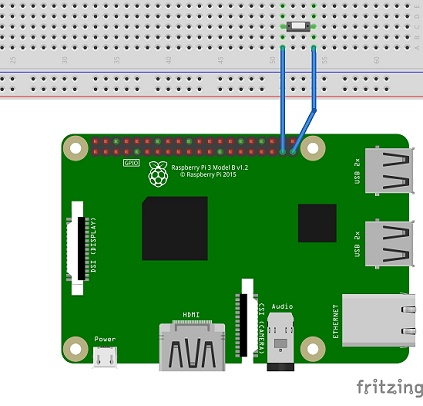 25
30
35
40
45
50
55
60
GPIO
Raspberry Pi 3 Model B v1.2
© Raspberry Pi 2015
DSI (DISPLAY)
USB 2x
USB 2x
Power
HDMI
CSI (CAMERA)
Audio
ETHERNET
fritzing